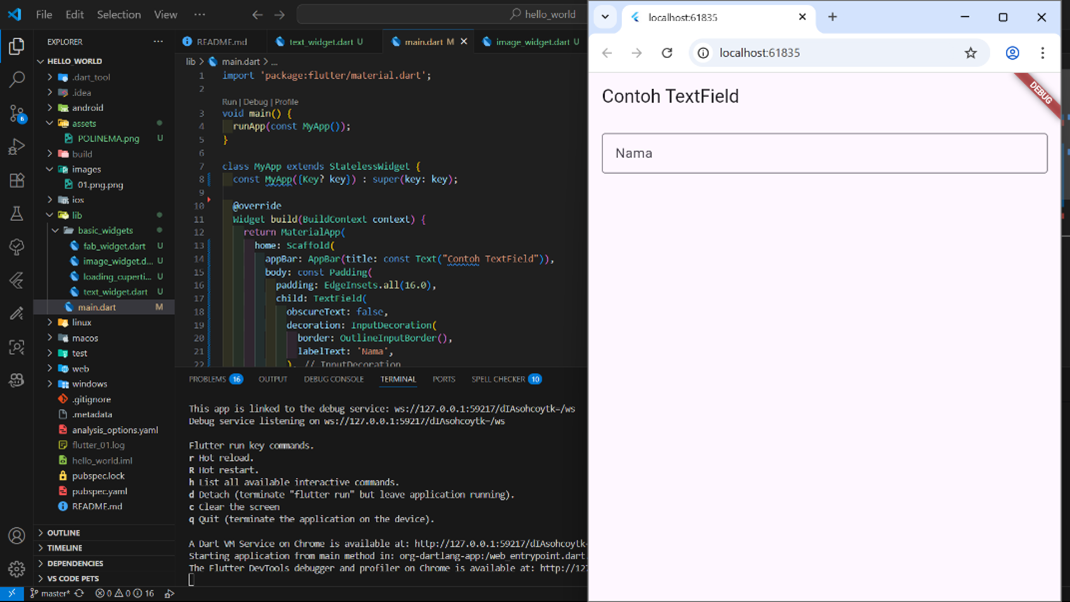 File Edit Selection View ··· hello_world
EXPLORER ···
HELLO_WORLD
.dart_tool
.idea
android
assets
POLINEMA.png U
build
images
01.png.png
ios
lib
basic_widgets
fab_widget.dart U
image_widget.d... U
loading_cuperti... U
text_widget.dart U
main.dart M
linux
macos
test
web
windows
.gitignore
.metadata
analysis_options.yaml
flutter_01.log
hello_world.iml
pubspec.lock
pubspec.yaml
README.md
OUTLINE
TIMELINE
DEPENDENCIES
VS CODE PETS
6
README.md text_widget.dart U main.dart M image_widget.dart U
lib > main.dart > ...
1 import 'package:flutter/material.dart';
2
Run | Debug | Profile
3 void main() {
4 runApp(const MyApp());
5 }
6
7 class MyApp extends StatelessWidget {
8 const MyApp({Key? key}) : super(key: key);
9
10 @override
11 Widget build(BuildContext context) {
12 return MaterialApp(
13 home: Scaffold(
14 appBar: AppBar(title: const Text("Contoh TextField")),
15 body: const Padding(
16 padding: EdgeInsets.all(16.0),
17 child: TextField(
18 obscureText: false,
19 decoration: InputDecoration(
20 border: OutlineInputBorder(),
21 labelText: 'Nama',
22 ), // InputDecoration
PROBLEMS 16 OUTPUT DEBUG CONSOLE TERMINAL PORTS SPELL CHECKER 10
This app is linked to the debug service: ws://127.0.0.1:59217/dIAsohcoytk=/ws
Debug service listening on ws://127.0.0.1:59217/dIAsohcoytk=/ws
Flutter run key commands.
r Hot reload.
R Hot restart.
h List all available interactive commands.
d Detach (terminate "flutter run" but leave application running).
c Clear the screen
q Quit (terminate the application on the device).
A Dart VM Service on Chrome is available at: http://127.0.0.1:59217/dIAsohcoytk=
Starting application from main method in: org-dartlang-app:/web_entrypoint.dart
The Flutter DevTools debugger and profiler on Chrome is available at: http://12
master* 0 0 16
localhost:61835
localhost:61835
DEBUG
Contoh TextField
Nama